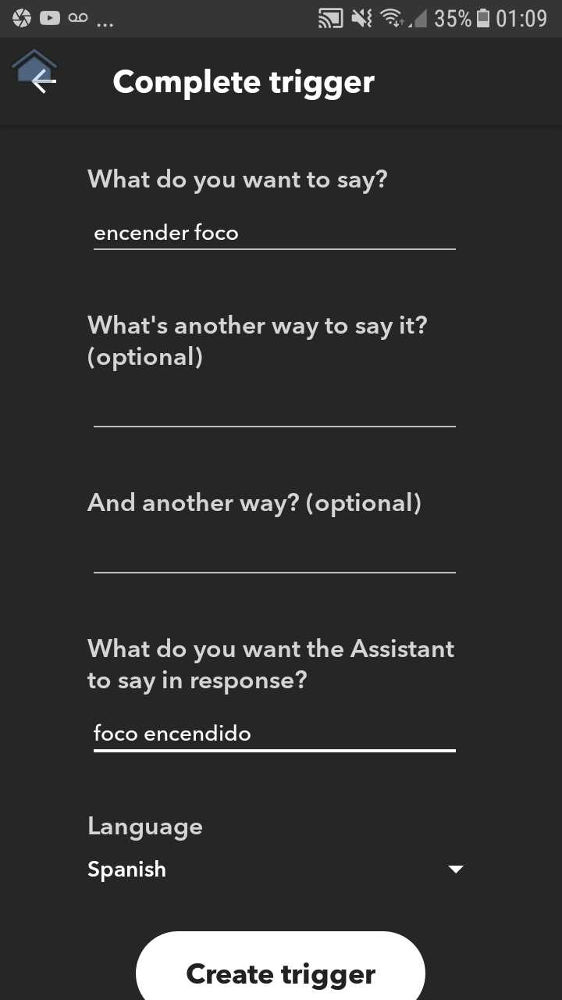 ... 35% 01:09
Complete trigger
What do you want to say?
encender foco
What's another way to say it?
(optional)
And another way? (optional)
What do you want the Assistant
to say in response?
foco encendido
Language
Spanish
Create trigger